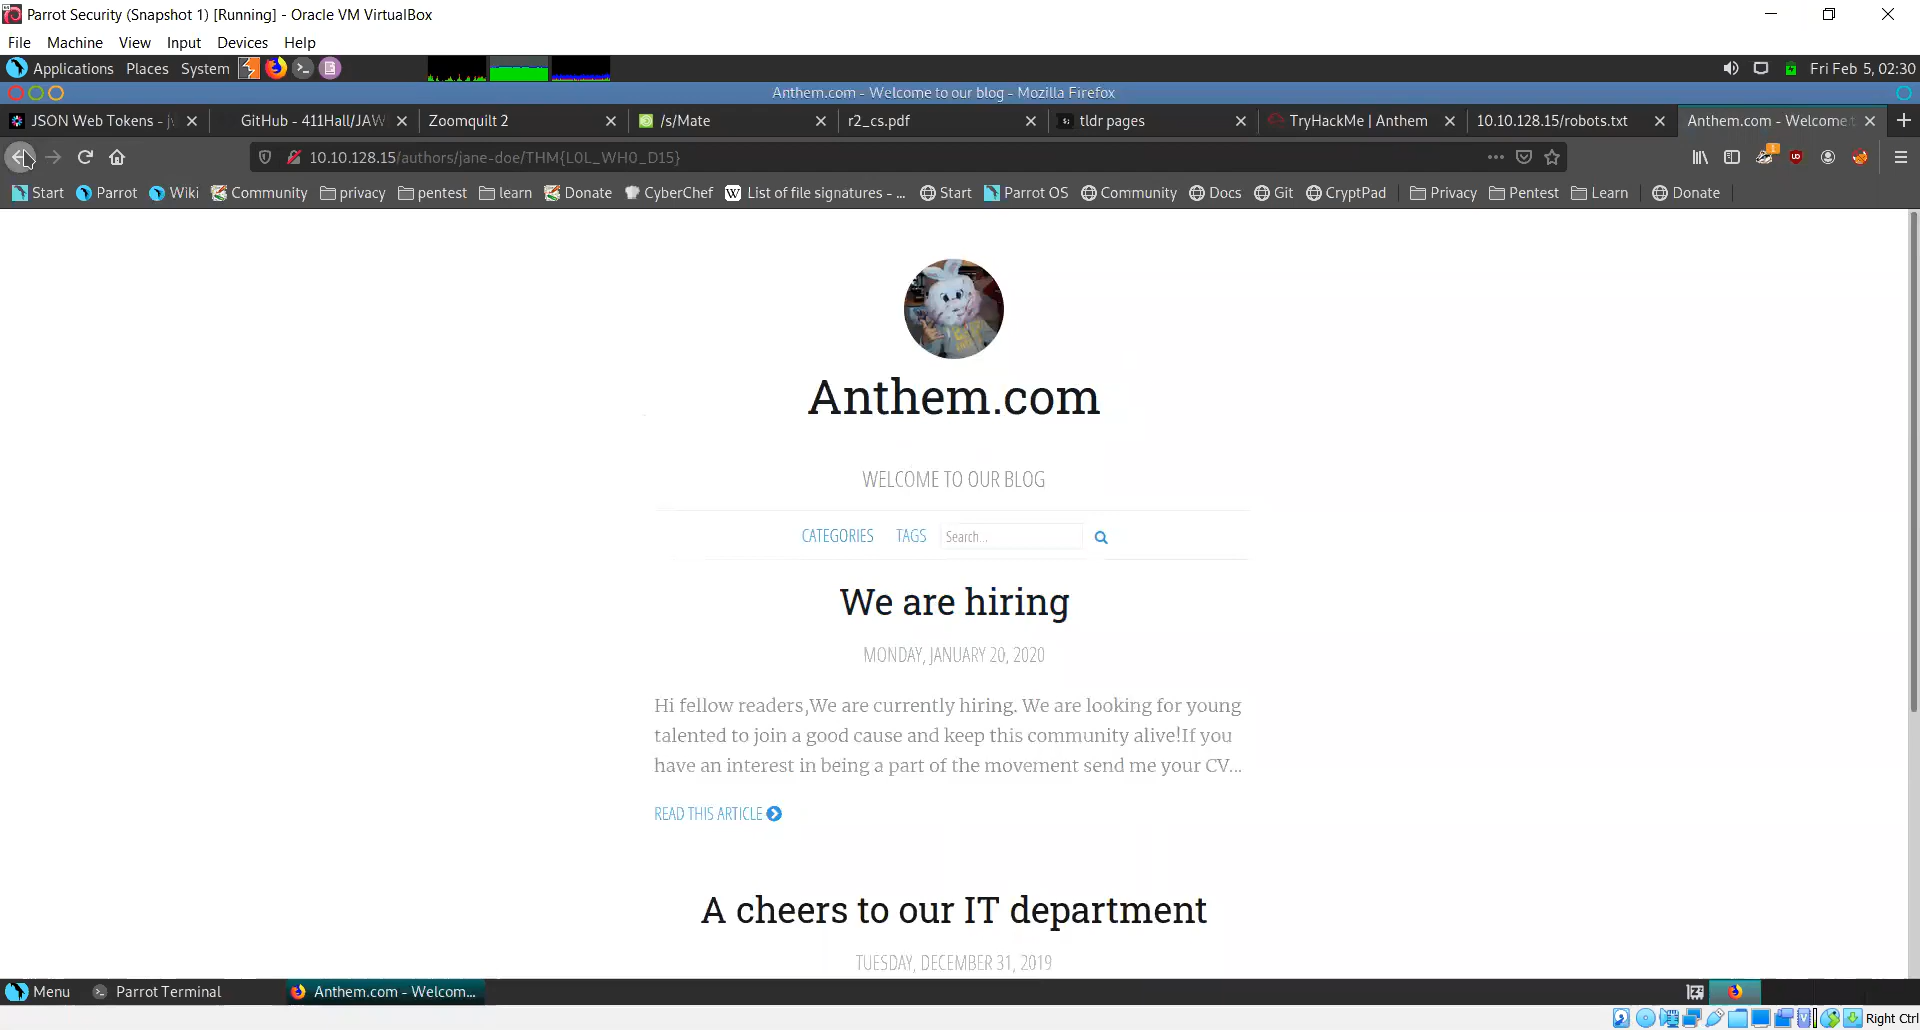 Parrot Security (Snapshot 1) [Running] - Oracle VM VirtualBox
File Machine View Input Devices Help
Applications Places System Fri Feb 5, 02:30
Anthem.com - Welcome to our blog - Mozilla Firefox
JSON Web Tokens - j GitHub - 411Hall/JAW Zoomquilt 2 /s/Mate r2_cs.pdf tldr pages TryHackMe | Anthem 10.10.128.15/robots.txt Anthem.com - Welcome
10.10.128.15/authors/jane-doe/THM{L0L_WH0_D15}
Start Parrot Wiki Community privacy pentest learn Donate CyberChef List of file signatures - ... Start Parrot OS Community Docs Git CryptPad Privacy Pentest Learn Donate
Anthem.com
WELCOME TO OUR BLOG
CATEGORIES TAGS Search...
We are hiring
MONDAY, JANUARY 20, 2020
Hi fellow readers,We are currently hiring. We are looking for young
talented to join a good cause and keep this community alive!If you
have an interest in being a part of the movement send me your CV...
READ THIS ARTICLE
A cheers to our IT department
TUESDAY, DECEMBER 31, 2019
Menu Parrot Terminal Anthem.com - Welcom...
Right Ctrl